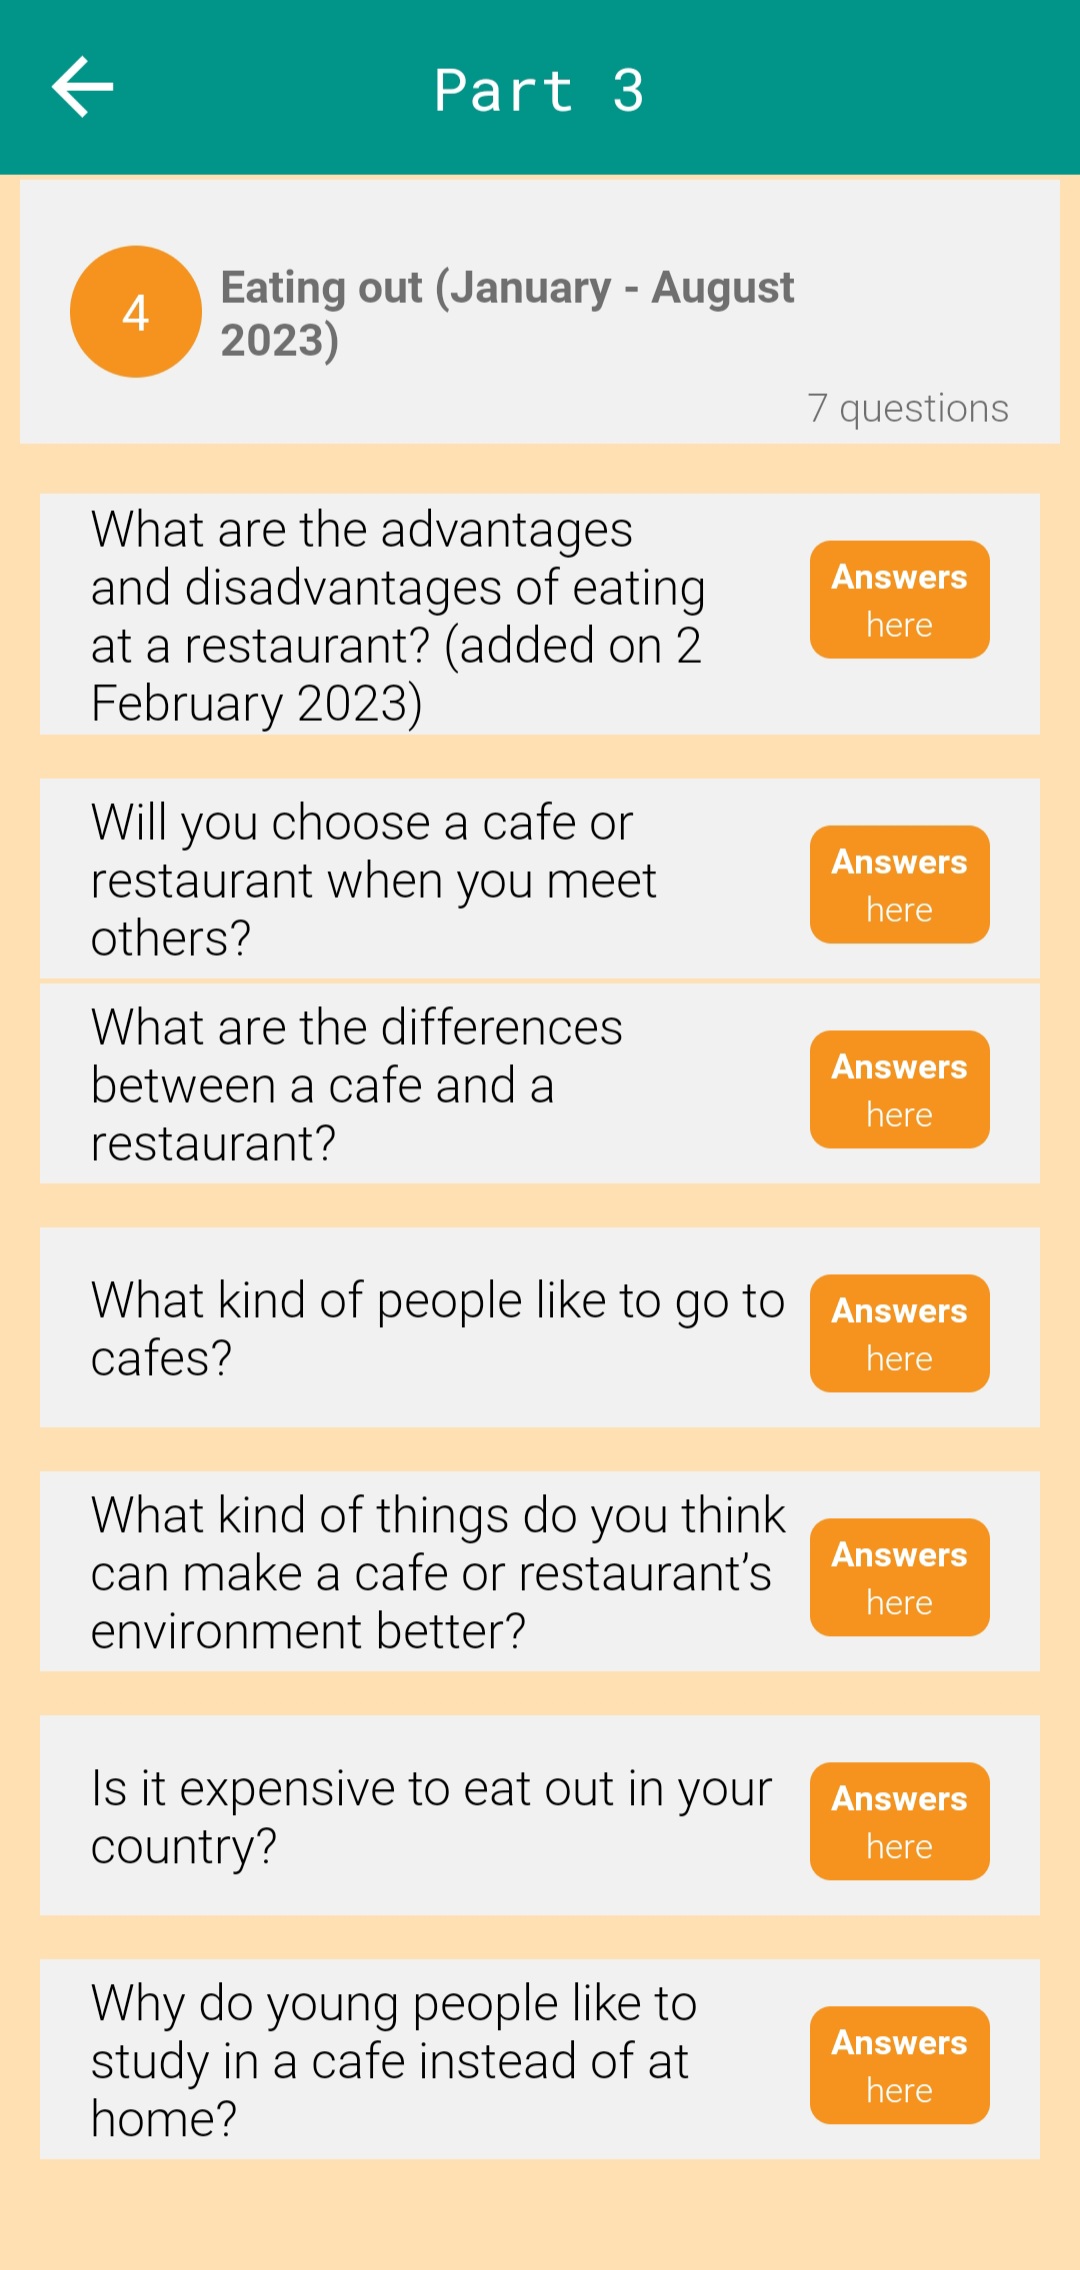 Part 3
4
Eating out (January - August
2023)
7 questions
What are the advantages
and disadvantages of eating
at a restaurant? (added on 2
February 2023)
Answers
here
Will you choose a cafe or
restaurant when you meet
others?
Answers
here
What are the differences
between a cafe and a
restaurant?
Answers
here
What kind of people like to go to
cafes?
Answers
here
What kind of things do you think
can make a cafe or restaurant’s
environment better?
Answers
here
Is it expensive to eat out in your
country?
Answers
here
Why do young people like to
study in a cafe instead of at
home?
Answers
here